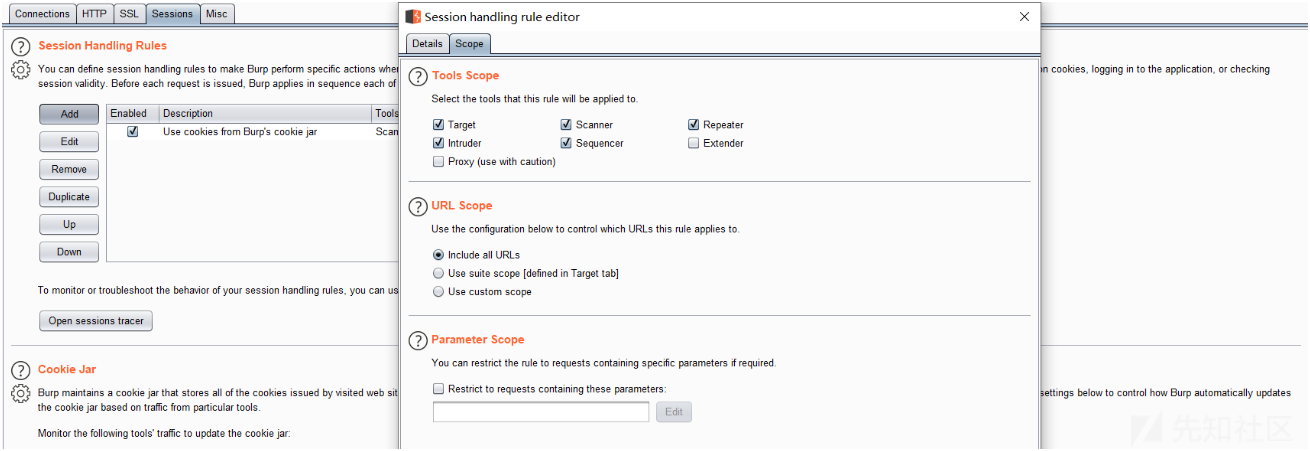 Connections HTTP SSL Sessions Misc
Session Handling Rules
You can define session handling rules to make Burp perform specific actions whe
session validity. Before each request is issued, Burp applies in sequence each of
Add
Edit
Remove
Duplicate
Up
Down
Enabled Description Tools
Use cookies from Burp's cookie jar Scan
To monitor or troubleshoot the behavior of your session handling rules, you can us
Open sessions tracer
Cookie Jar
Burp maintains a cookie jar that stores all of the cookies issued by visited web sit
the cookie jar based on traffic from particular tools.
Monitor the following tools' traffic to update the cookie jar:
Session handling rule editor
Details Scope
Tools Scope
Select the tools that this rule will be applied to.
Target Scanner Repeater
Intruder Sequencer Extender
Proxy (use with caution)
URL Scope
Use the configuration below to control which URLs this rule applies to.
Include all URLs
Use suite scope [defined in Target tab]
Use custom scope
Parameter Scope
You can restrict the rule to requests containing specific parameters if required.
Restrict to requests containing these parameters:
Edit
on cookies, logging in to the application, or checking
settings below to control how Burp automatically updates
先知社区